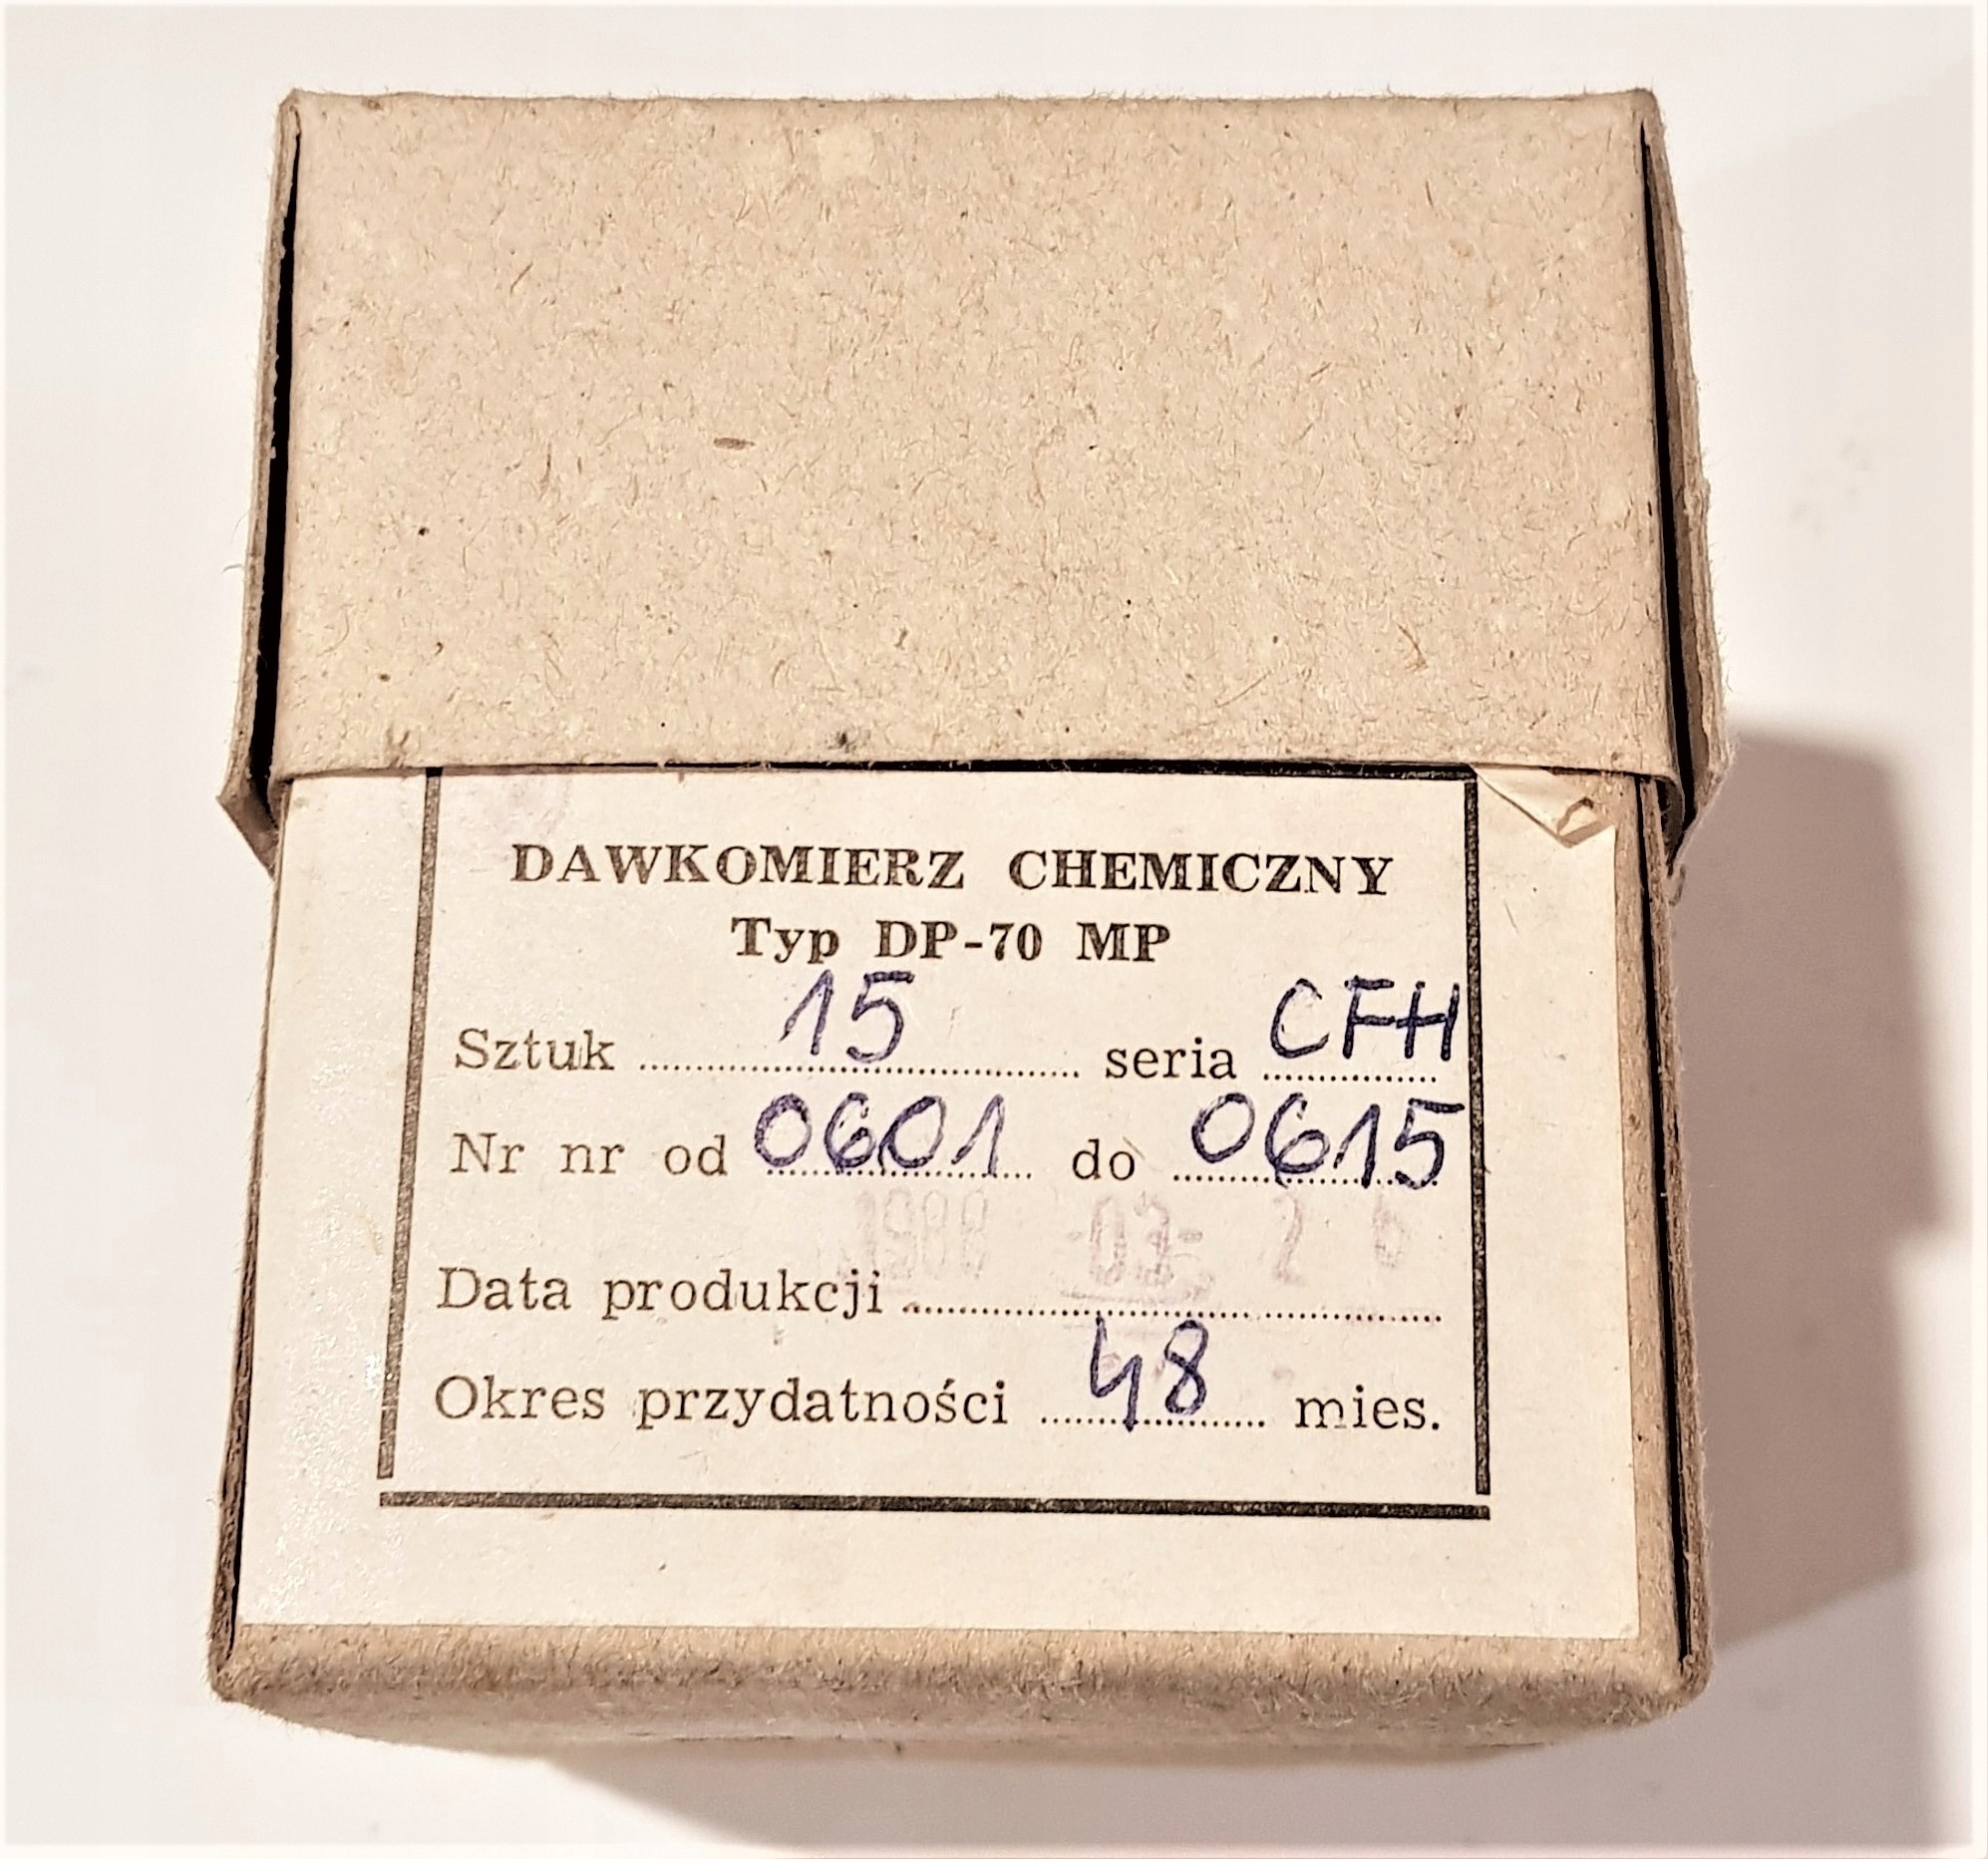 DAWKOMIERZ CHEMICZNY
Typ DP-70 MP
Sztuk 15 seria CFH
Nr nr od 0601 do 0615
Data produkcji
Okres przydatności 48 mies.